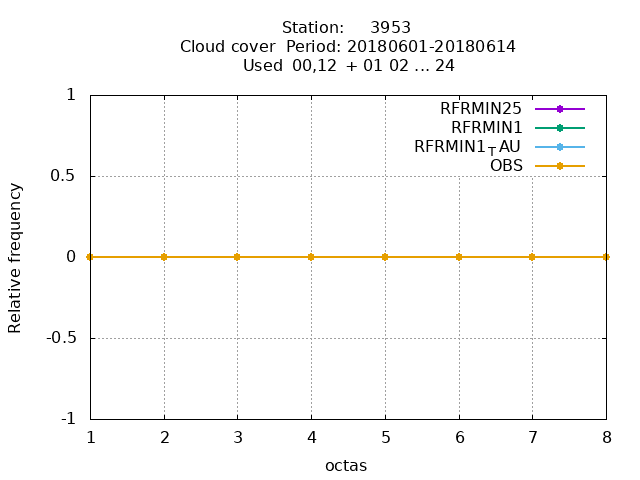 Station: 3953
Cloud cover Period: 20180601-20180614
Used 00,12 + 01 02 ... 24
RFRMIN25
RFRMIN1
RFRMIN1TAU
OBS
1
0.5
0
-0.5
-1
Relative frequency
1 2 3 4 5 6 7 8
octas